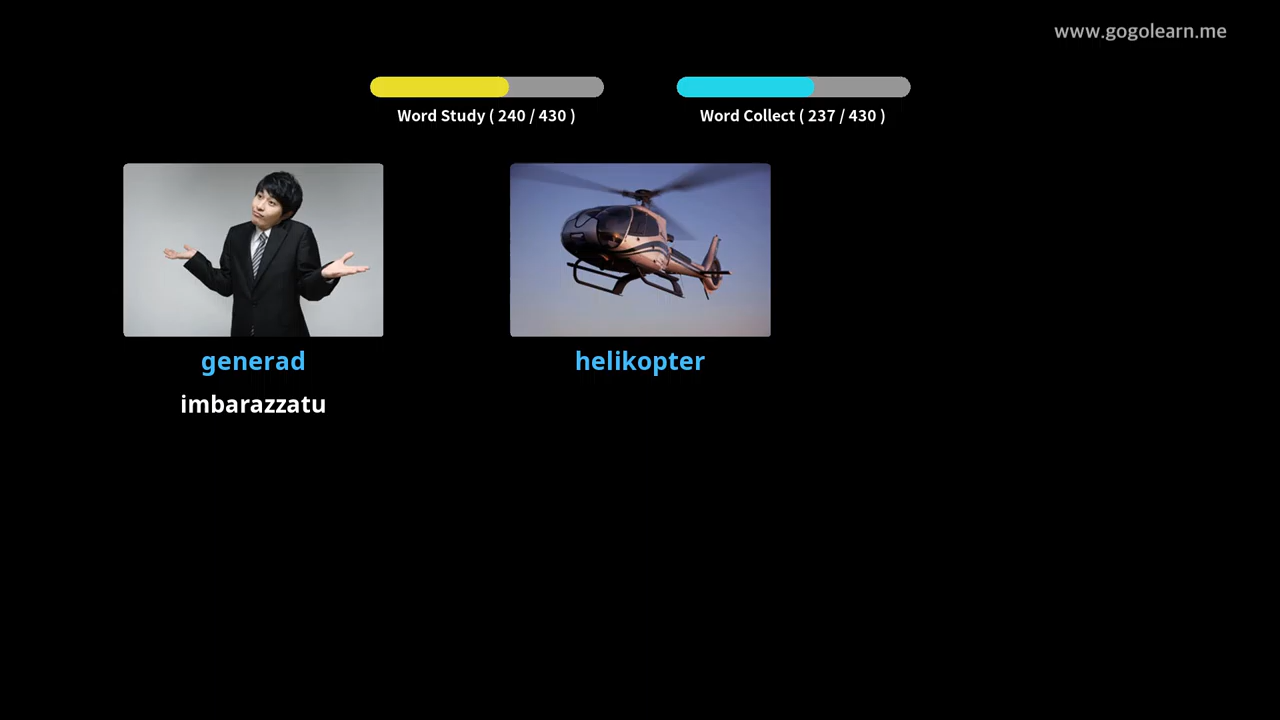 www.gogolearn.me
Word Study ( 240 / 430 )
Word Collect ( 237 / 430 )
generad
helikopter
imbarazzatu